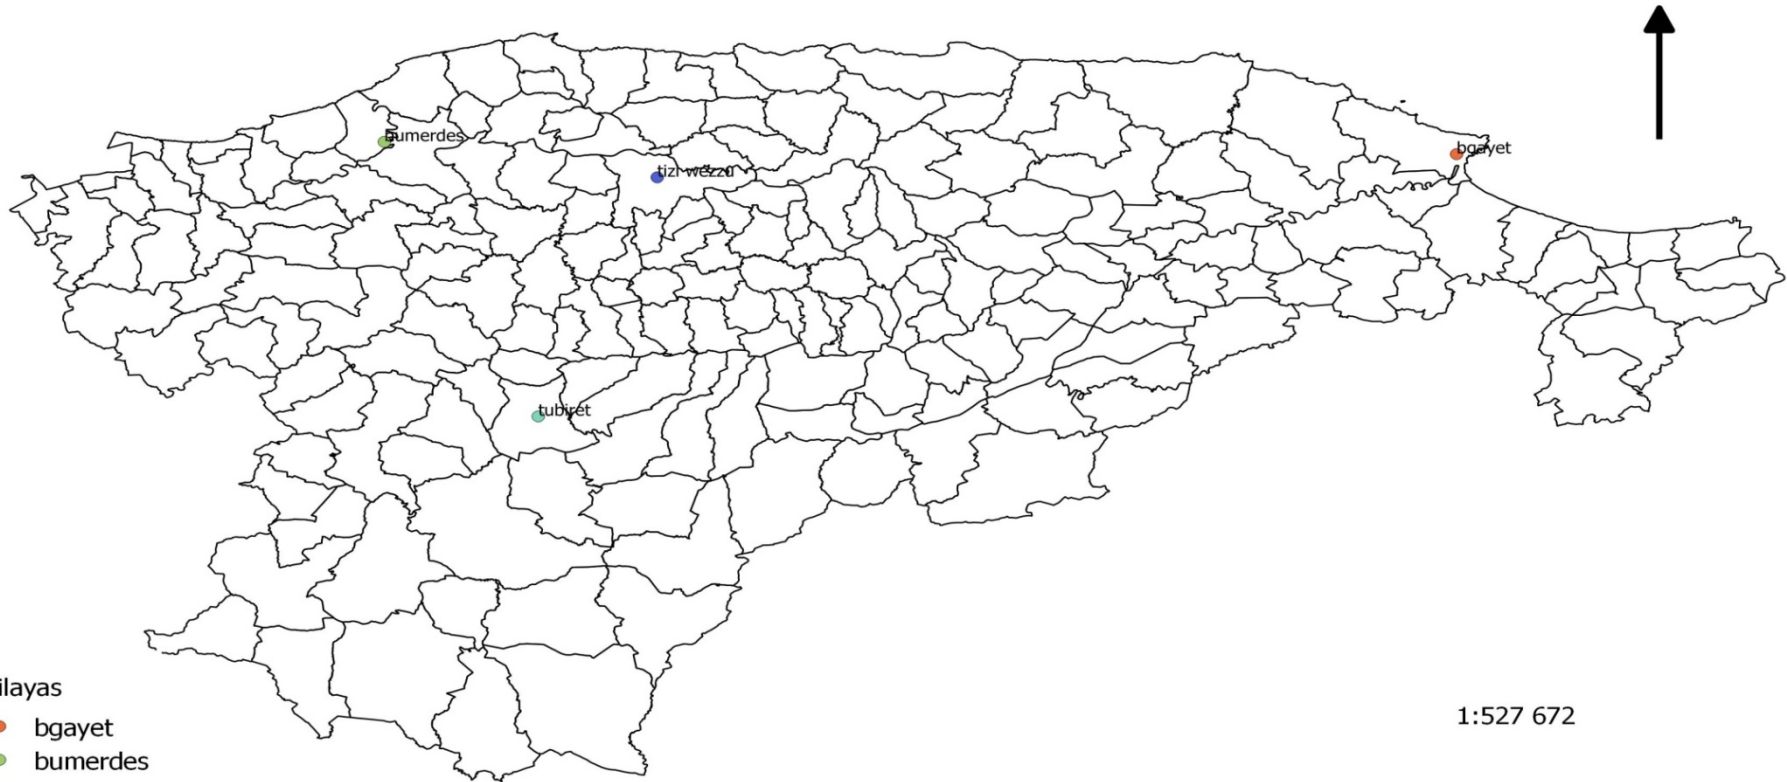 bumerdes
bgayet
tizi-wezzu
tubiret
ilayas
bgayet
bumerdes
1:527 672